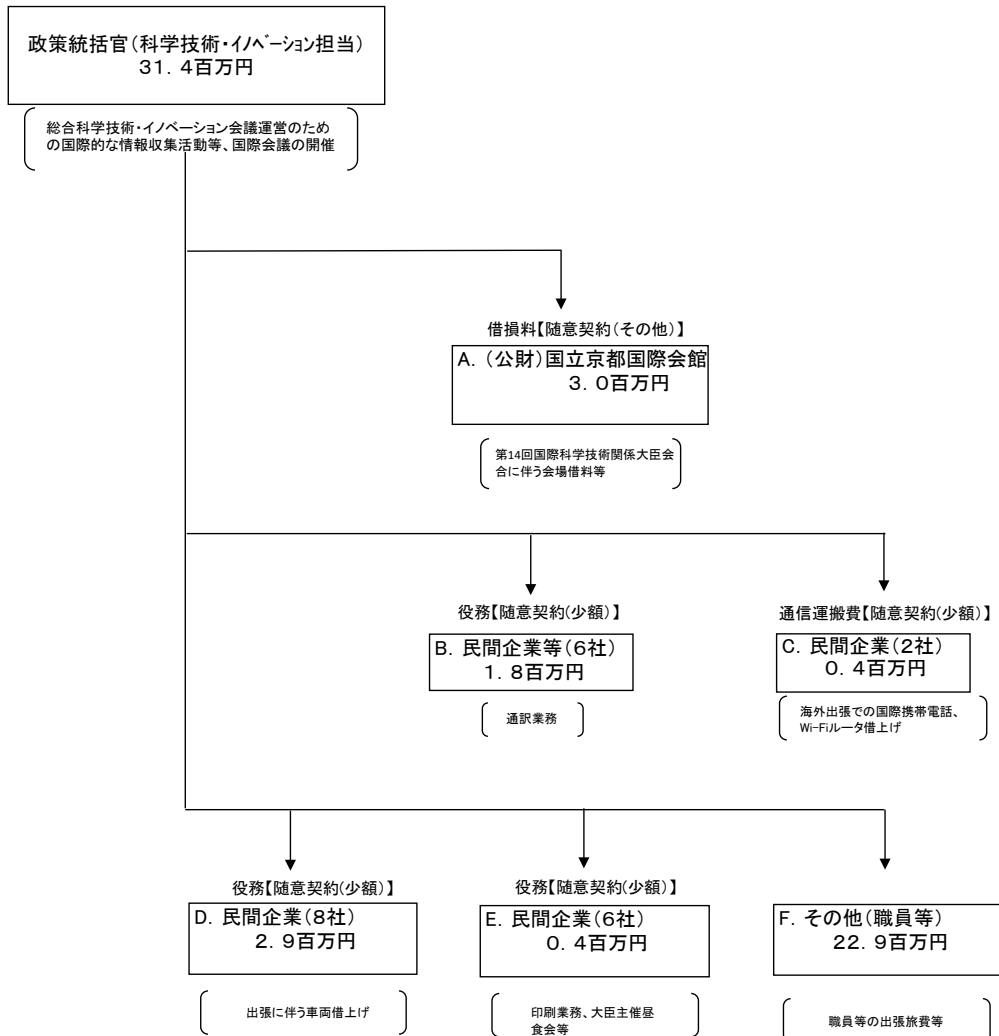 政策統括官(科学技術・イノベーション担当)
31.4百万円
総合科学技術・イノベーション会議運営のため
の国際的な情報収集活動等、国際会議の開催
借損料【随意契約(その他)】
A.(公財)国立京都国際会館
3.0百万円
第14回国際科学技術関係大臣会
合に伴う会場借料等
役務【随意契約(少額)】
B.民間企業等(6社)
1.8百万円
通訳業務
通信運搬費【随意契約(少額)】
C.民間企業(2社)
0.4百万円
海外出張での国際携帯電話、
Wi-Fiルータ借上げ
役務【随意契約(少額)】
D.民間企業(8社)
2.9百万円
出張に伴う車両借上げ
役務【随意契約(少額)】
E.民間企業(6社)
0.4百万円
印刷業務、大臣主催昼
食会等
F.その他(職員等)
22.9百万円
職員等の出張旅費等